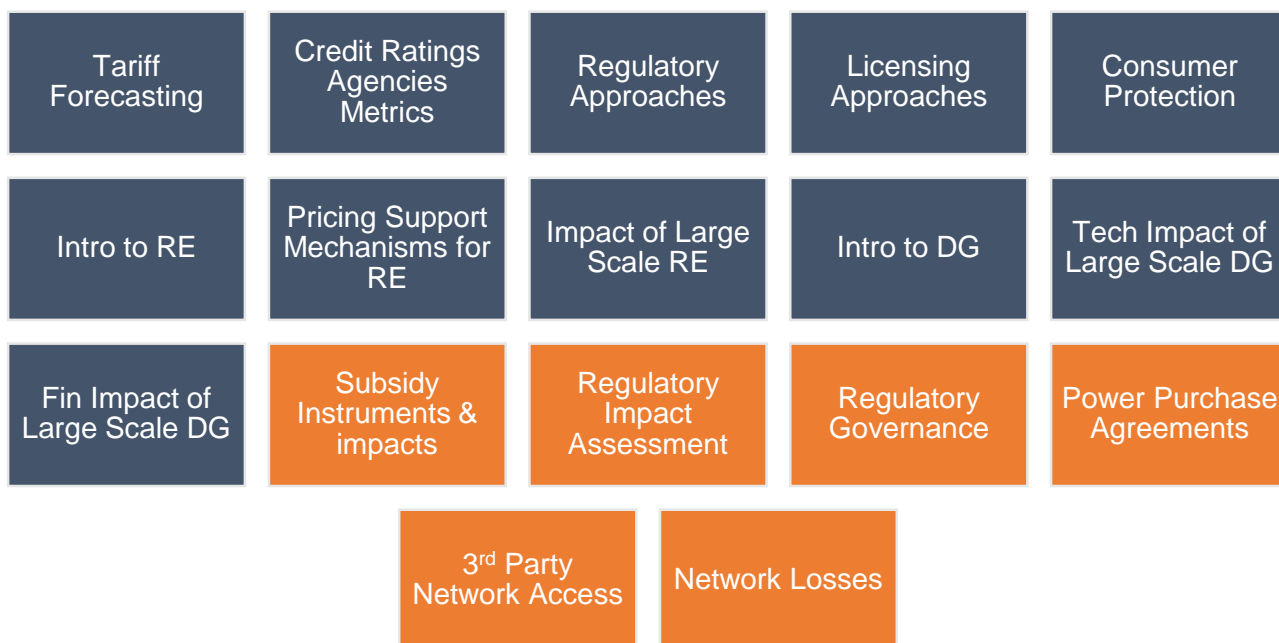 Tariff
Forecasting
Credit Ratings
Agencies
Metrics
Regulatory
Approaches
Licensing
Approaches
Consumer
Protection
Intro to RE
Pricing Support
Mechanisms for
RE
Impact of Large
Scale RE
Intro to DG
Tech Impact of
Large Scale DG
Fin Impact of
Large Scale DG
Subsidy
Instruments &
impacts
Regulatory
Impact
Assessment
Regulatory
Governance
Power Purchase
Agreements
3rd Party
Network Access
Network Losses